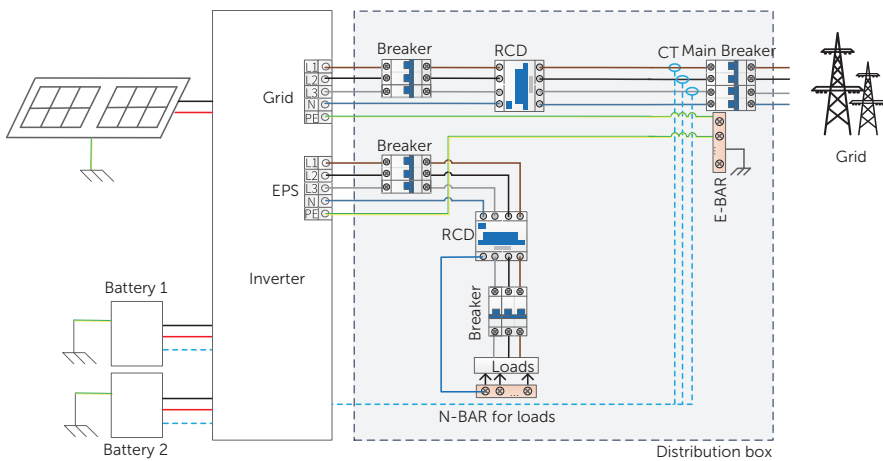 Breaker
RCD
CT
Main Breaker
Grid
L1
L2
L3
N
PE
Grid
Breaker
EPS
L1
L2
L3
N
PE
E-BAR
RCD
Inverter
Battery 1
Breaker
Loads
...
N-BAR for loads
Battery 2
Distribution box